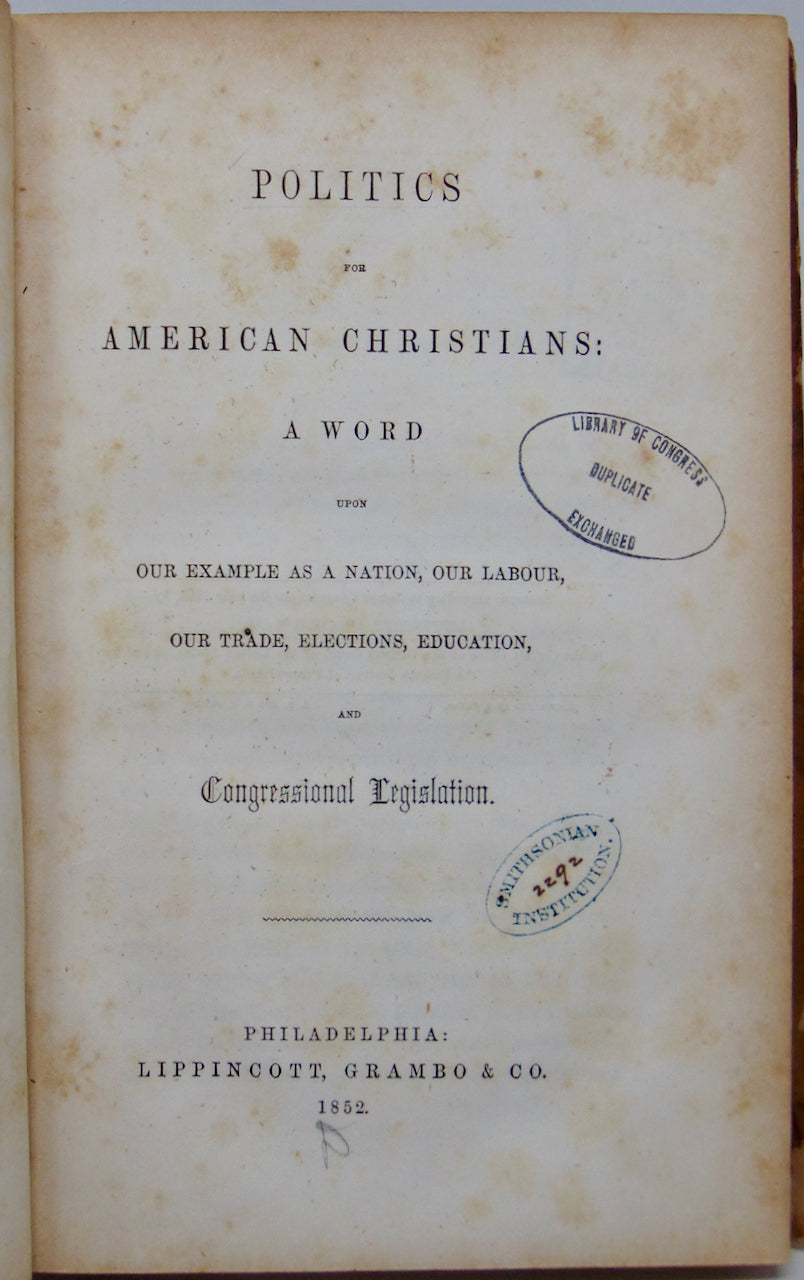 POLITICS
FOR
AMERICAN CHRISTIANS:
A WORD
UPON
OUR EXAMPLE AS A NATION, OUR LABOUR,
OUR TRADE, ELECTIONS, EDUCATION,
AND
Congressional Legislation.
PHILADELPHIA:
LIPPINCOTT, GRAMBO & CO.
1852.
LIBRARY OF CONGRESS
DUPLICATE
EXCHANGED
SMITHSONIAN
2292
INSTITUTION.